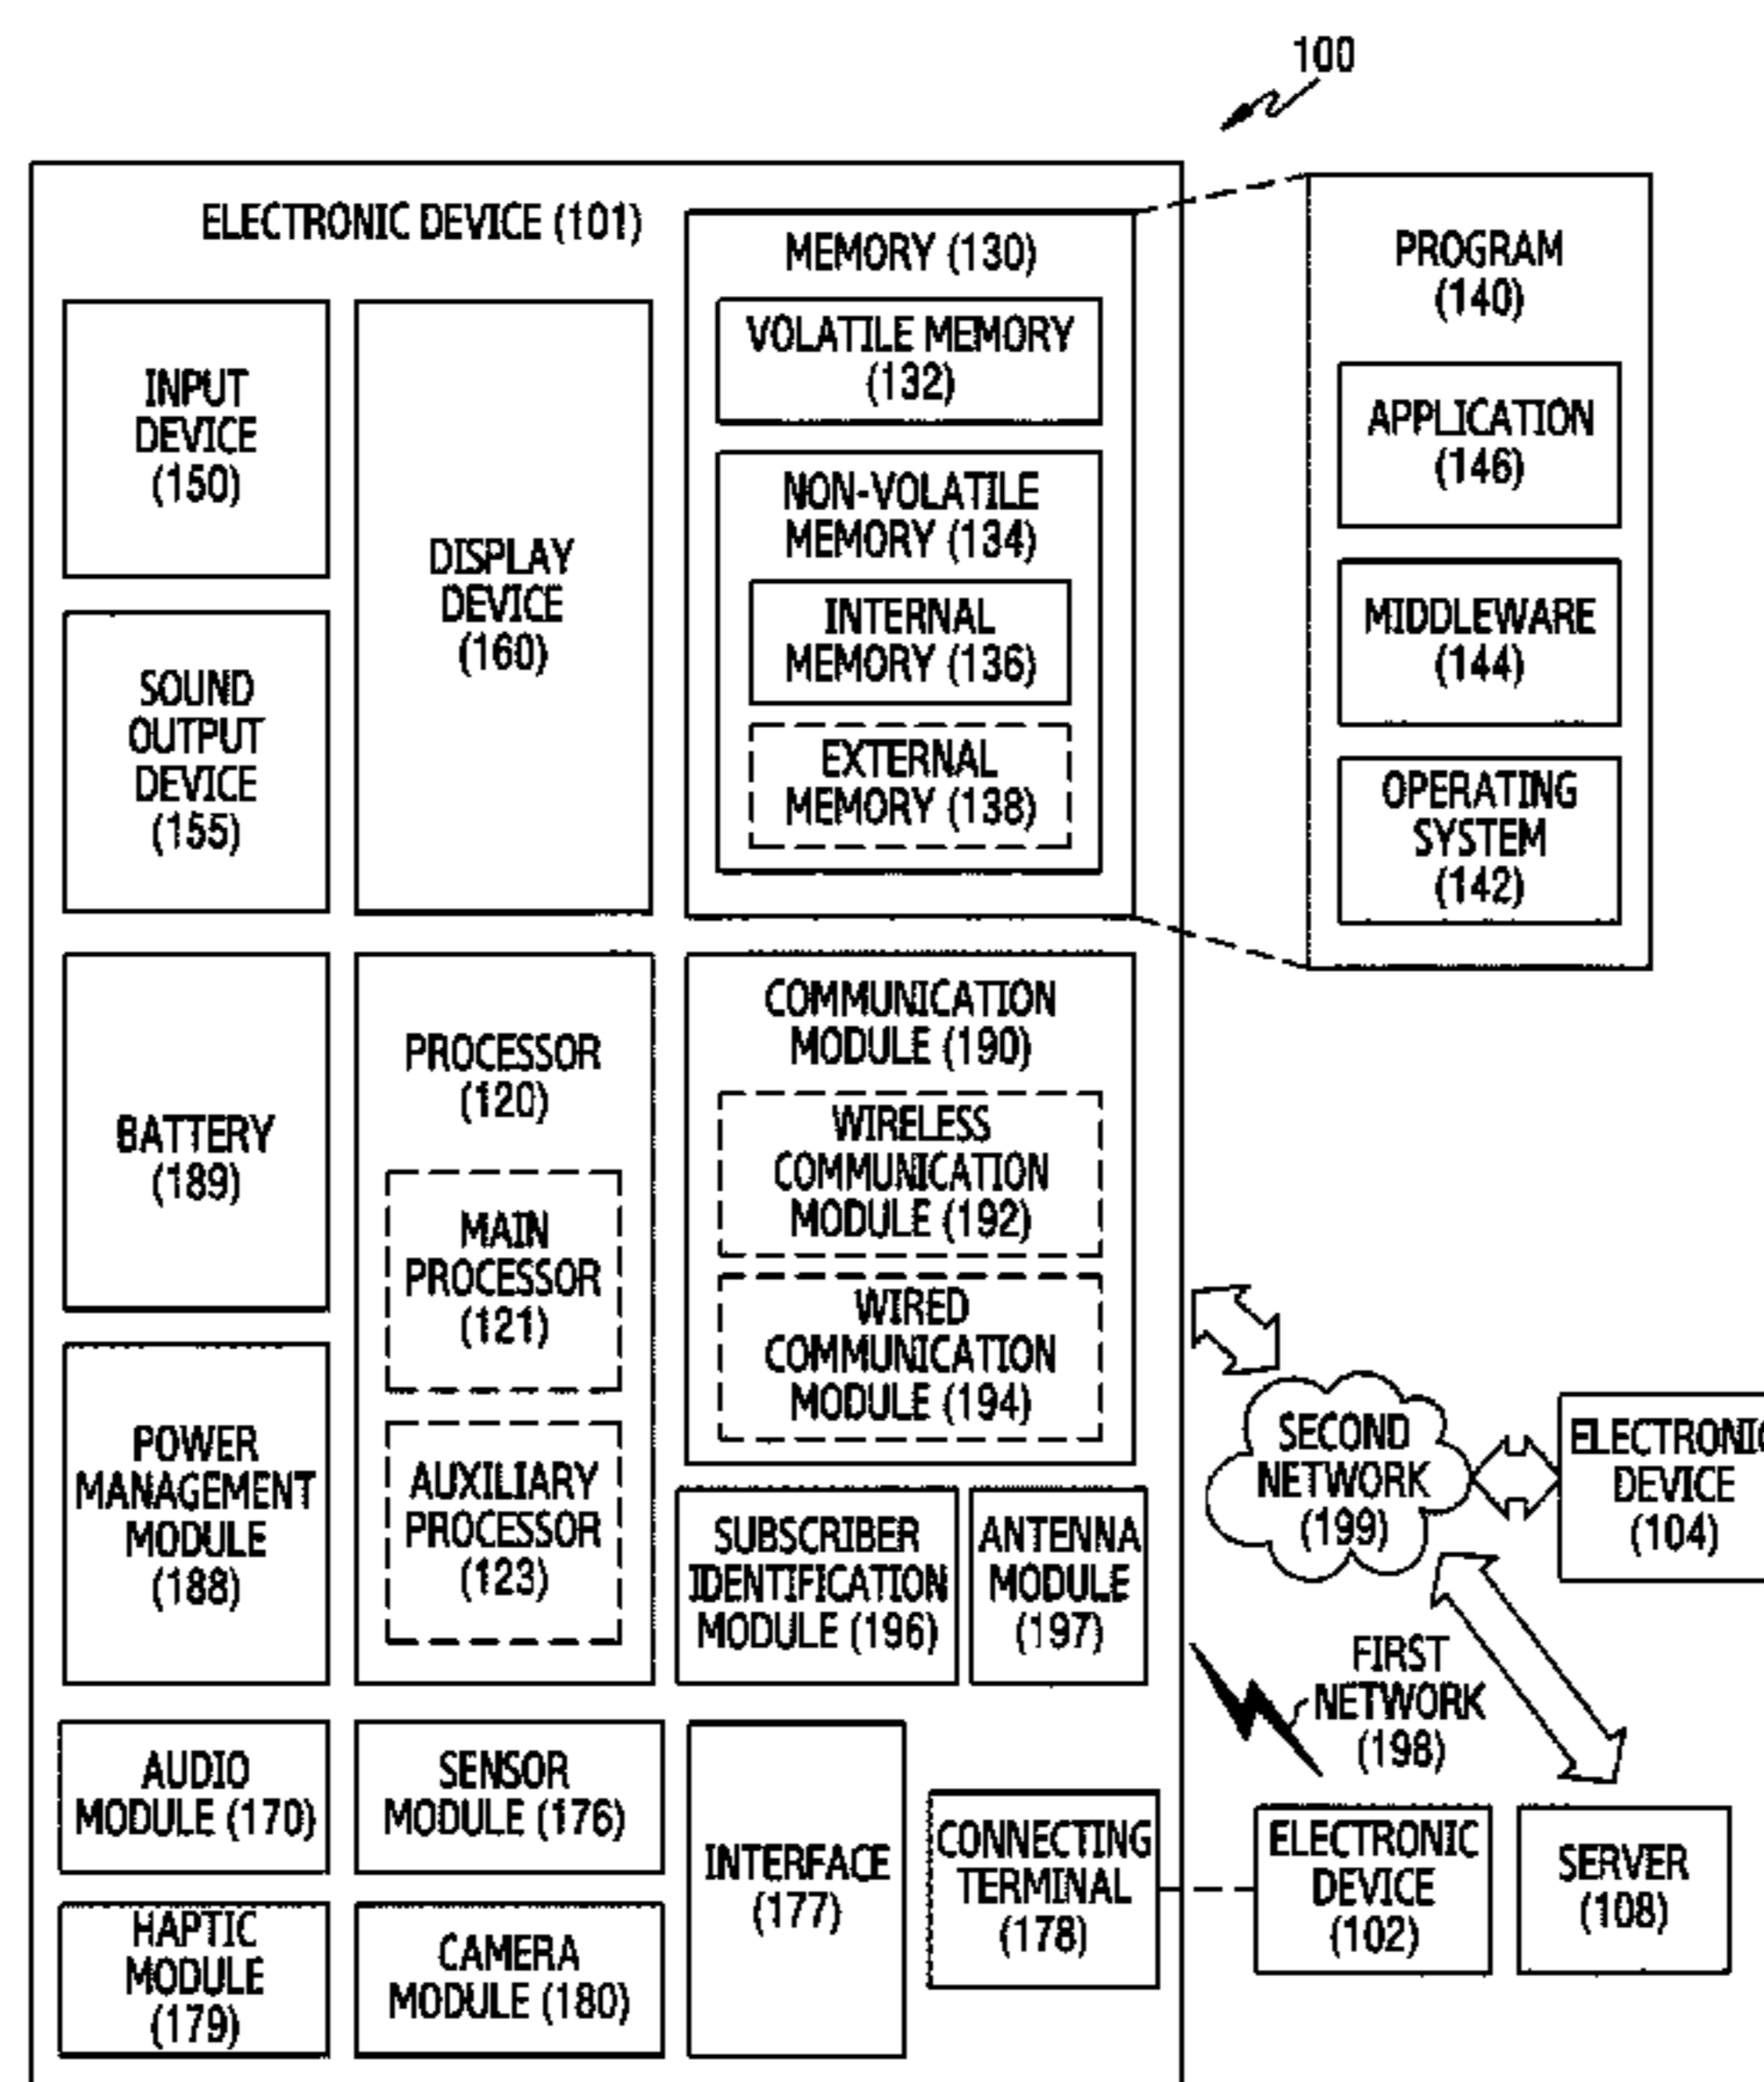 100
ELECTRONIC DEVICE (101)
INPUT
DEVICE
(150)
SOUND
OUTPUT
DEVICE
(155)
DISPLAY
DEVICE
(160)
MEMORY (130)
VOLATILE MEMORY
(132)
NON-VOLATILE
MEMORY (134)
INTERNAL
MEMORY (136)
EXTERNAL
MEMORY (138)
PROGRAM
(140)
APPLICATION
(146)
MIDDLEWARE
(144)
OPERATING
SYSTEM
(142)
BATTERY
(189)
POWER
MANAGEMENT
MODULE
(188)
PROCESSOR
(120)
MAIN
PROCESSOR
(121)
AUXILIARY
PROCESSOR
(123)
COMMUNICATION
MODULE (190)
WIRELESS
COMMUNICATION
MODULE (192)
WIRED
COMMUNICATION
MODULE (194)
SUBSCRIBER
IDENTIFICATION
MODULE (196)
ANTENNA
MODULE
(197)
SECOND
NETWORK
(199)
ELECTRONIC
DEVICE
(104)
FIRST
NETWORK
(198)
AUDIO
MODULE (170)
SENSOR
MODULE (176)
HAPTIC
MODULE
(179)
CAMERA
MODULE (180)
INTERFACE
(177)
CONNECTING
TERMINAL
(178)
ELECTRONIC
DEVICE
(102)
SERVER
(108)